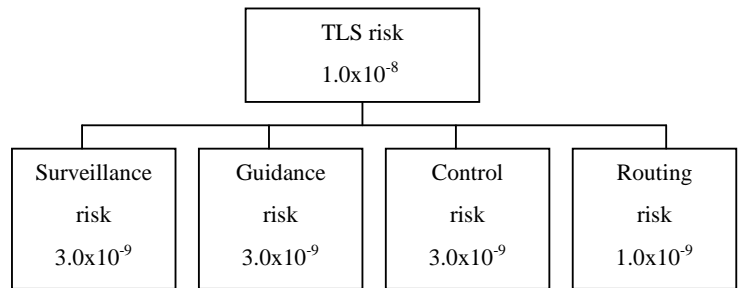 TLS risk
1.0x10⁻⁸
Surveillance
risk
3.0x10⁻⁹
Guidance
risk
3.0x10⁻⁹
Control
risk
3.0x10⁻⁹
Routing
risk
1.0x10⁻⁹